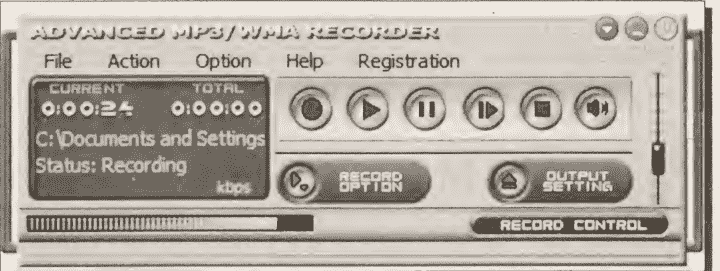 ADVANCED MP3/WMA RECORDER
File Action Option Help Registration
CURRENT TOTAL
0:00:24 0:00:00
C:\Documents and Settings
Status: Recording
kbps
RECORD OPTION
OUTPUT SETTING
RECORD CONTROL